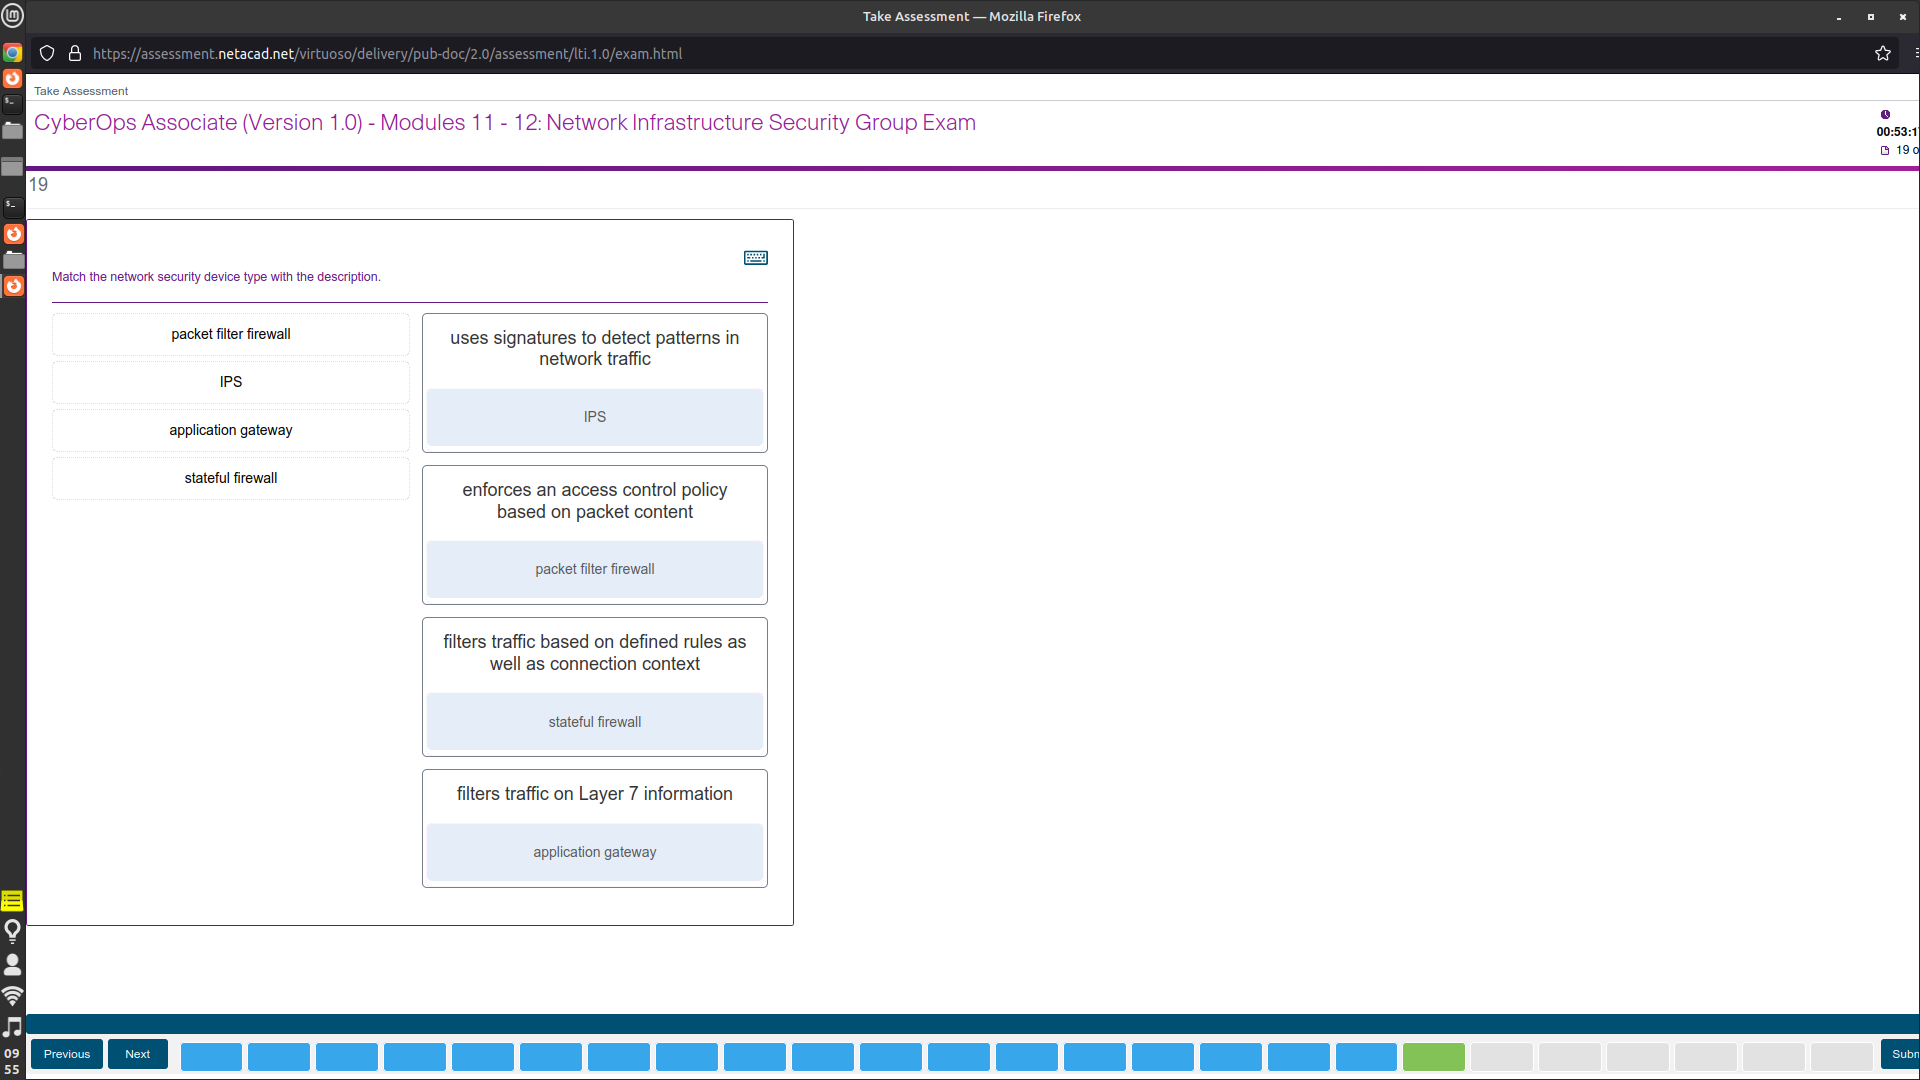 Take Assessment — Mozilla Firefox
https://assessment.netacad.net/virtuoso/delivery/pub-doc/2.0/assessment/lti.1.0/exam.html
Take Assessment
CyberOps Associate (Version 1.0) - Modules 11 - 12: Network Infrastructure Security Group Exam
00:53:1
19 o
19
Match the network security device type with the description.
packet filter firewall
IPS
application gateway
stateful firewall
uses signatures to detect patterns in
network traffic
IPS
enforces an access control policy
based on packet content
packet filter firewall
filters traffic based on defined rules as
well as connection context
stateful firewall
filters traffic on Layer 7 information
application gateway
09
55
Previous
Next